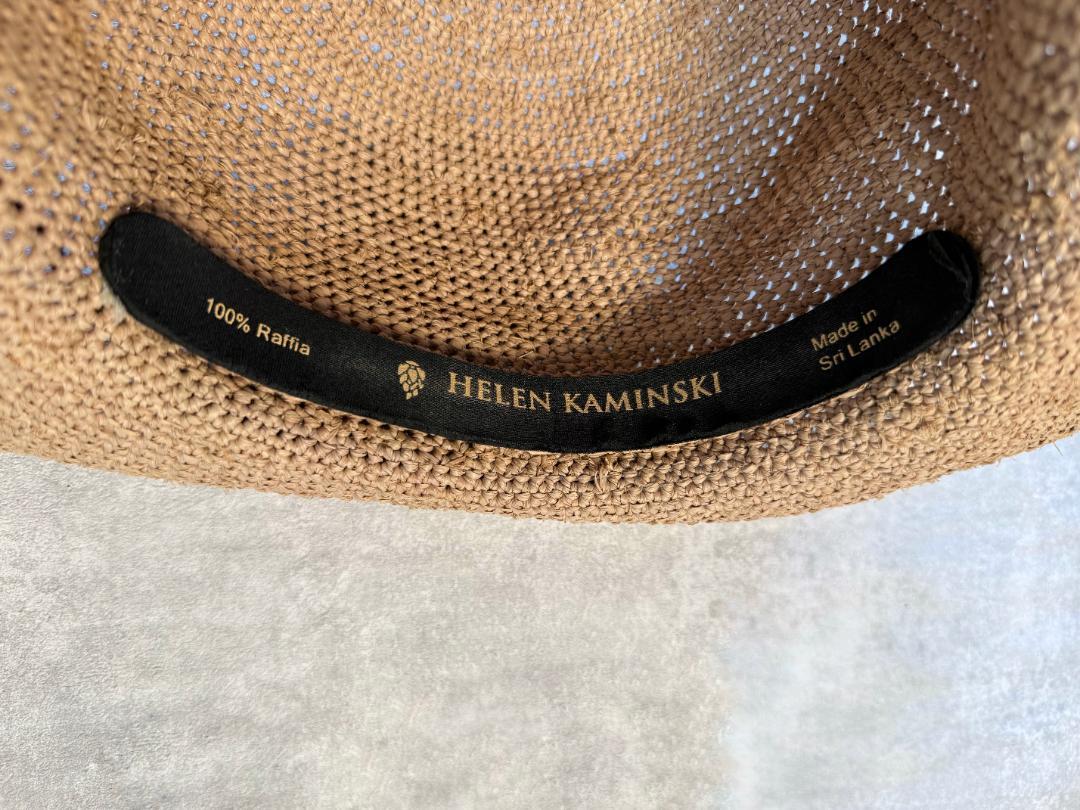 100% Raffia
HELEN KAMINSKI
Made in
Sri Lanka